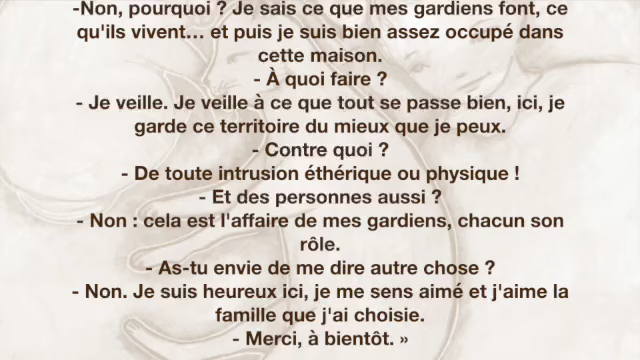 -Non, pourquoi ? Je sais ce que mes gardiens font, ce
qu'ils vivent... et puis je suis bien assez occupé dans
cette maison.
- À quoi faire ?
- Je veille. Je veille à ce que tout se passe bien, ici, je
garde ce territoire du mieux que je peux.
- Contre quoi ?
- De toute intrusion éthérique ou physique !
- Et des personnes aussi ?
- Non : cela est l'affaire de mes gardiens, chacun son
rôle.
- As-tu envie de me dire autre chose ?
- Non. Je suis heureux ici, je me sens aimé et j'aime la
famille que j'ai choisie.
- Merci, à bientôt. »